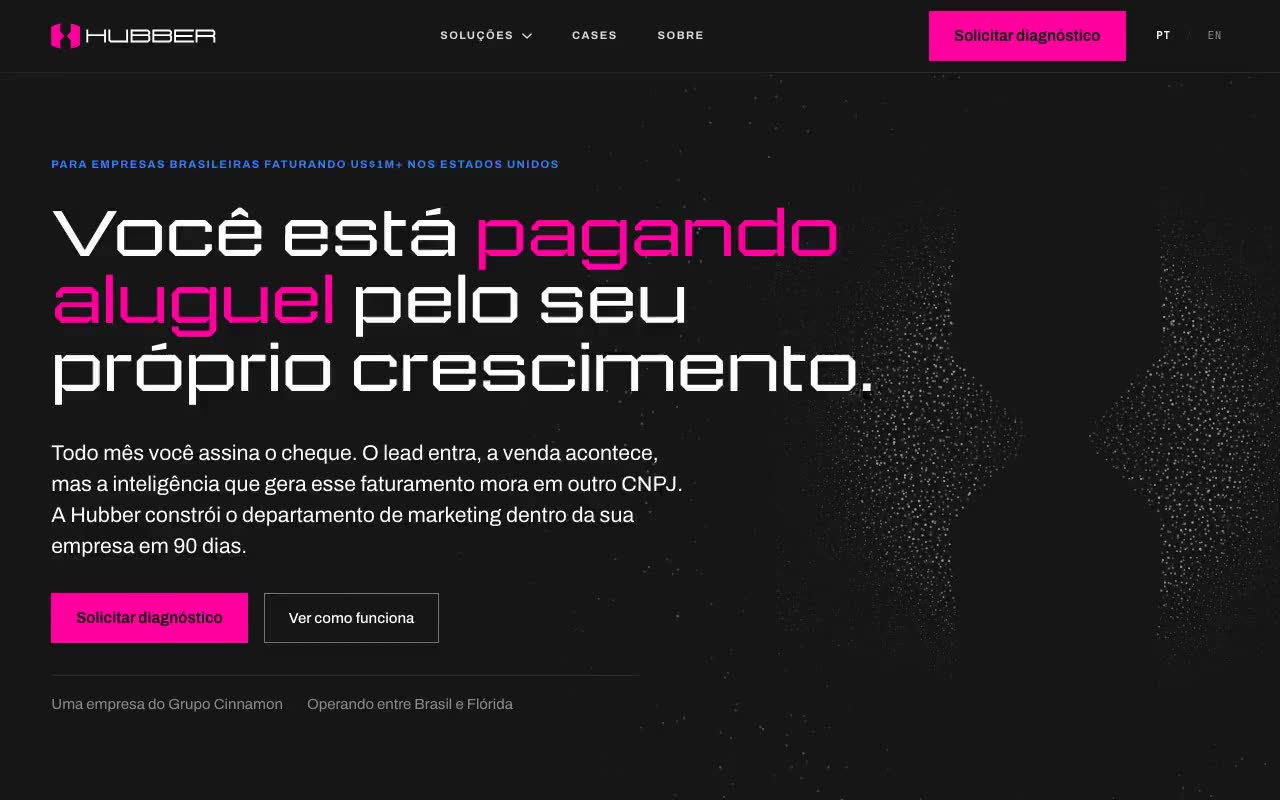 HUBBER
SOLUÇÕES
CASES
SOBRE
Solicitar diagnóstico
PT / EN
PARA EMPRESAS BRASILEIRAS FATURANDO US$1M+ NOS ESTADOS UNIDOS
Você está pagando
aluguel pelo seu
próprio crescimento.
Todo mês você assina o cheque. O lead entra, a venda acontece,
mas a inteligência que gera esse faturamento mora em outro CNPJ.
A Hubber constrói o departamento de marketing dentro da sua
empresa em 90 dias.
Solicitar diagnóstico
Ver como funciona
Uma empresa do Grupo Cinnamon
Operando entre Brasil e Flórida